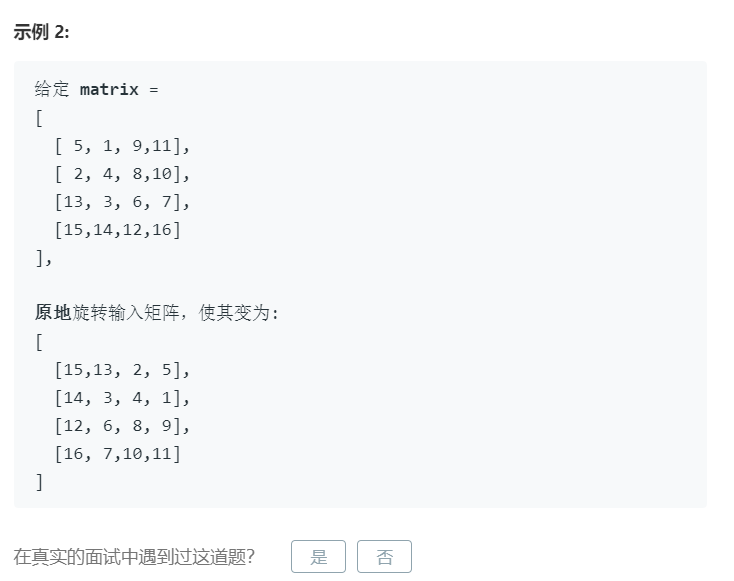 示例 2:
给定 matrix =
[
  [ 5, 1, 9,11],
  [ 2, 4, 8,10],
  [13, 3, 6, 7],
  [15,14,12,16]
],
原地旋转输入矩阵，使其变为:
[
  [15,13, 2, 5],
  [14, 3, 4, 1],
  [12, 6, 8, 9],
  [16, 7,10,11]
]
在真实的面试中遇到过这道题? 是 否